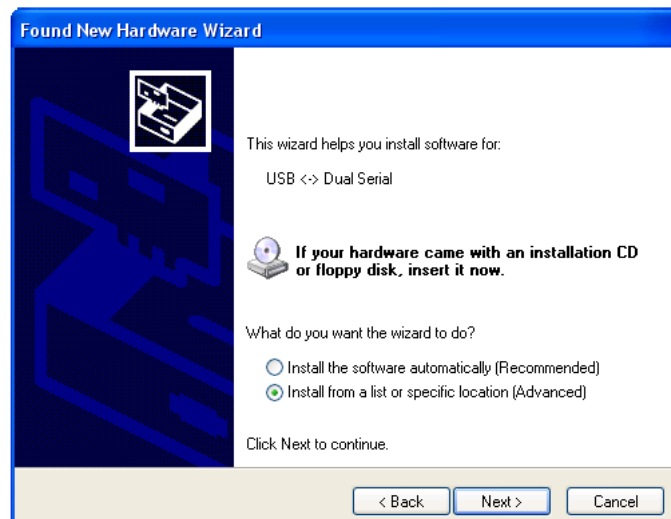 Found New Hardware Wizard
This wizard helps you install software for:
USB <-> Dual Serial
If your hardware came with an installation CD
or floppy disk, insert it now.
What do you want the wizard to do?
Install the software automatically (Recommended)
Install from a list or specific location (Advanced)
Click Next to continue.
< Back Next > Cancel